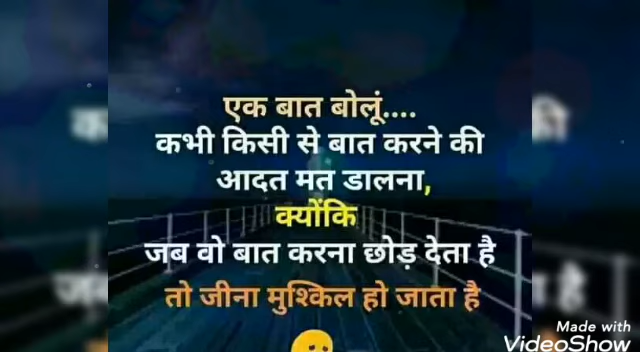 एक बात बोलूं....
कभी किसी से बात करने की
आदत मत डालना,
क्योंकि
जब वो बात करना छोड़ देता है
तो जीना मुश्किल हो जाता है
Made with
VideoShow